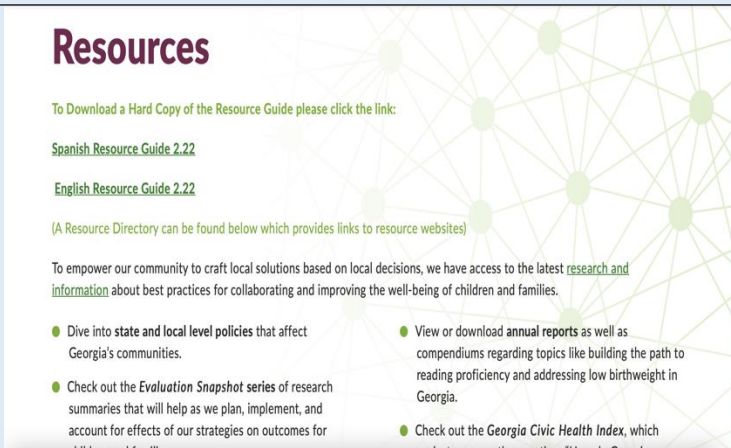 Resources
To Download a Hard Copy of the Resource Guide please click the link:
Spanish Resource Guide 2.22
English Resource Guide 2.22
(A Resource Directory can be found below which provides links to resource websites)
To empower our community to craft local solutions based on local decisions, we have access to the latest research and
information about best practices for collaborating and improving the well-being of children and families.
Dive into state and local level policies that affect
Georgia's communities.
Check out the Evaluation Snapshot series of research
summaries that will help as we plan, implement, and
account for effects of our strategies on outcomes for
View or download annual reports as well as
compendiums regarding topics like building the path to
reading proficiency and addressing low birthweight in
Georgia.
Check out the Georgia Civic Health Index, which